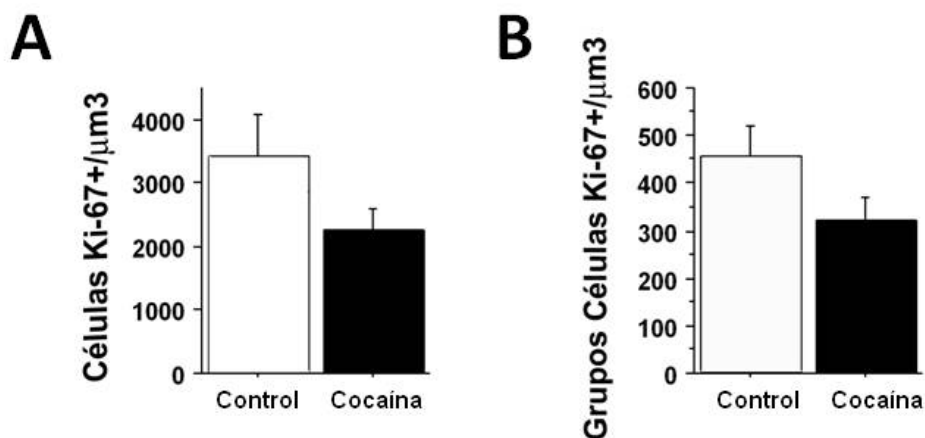 A
Células Ki-67+/μm3
4000
3000
2000
1000
0
Control Cocaína
B
Grupos Células Ki-67+/μm3
600
500
400
300
200
100
0
Control Cocaína